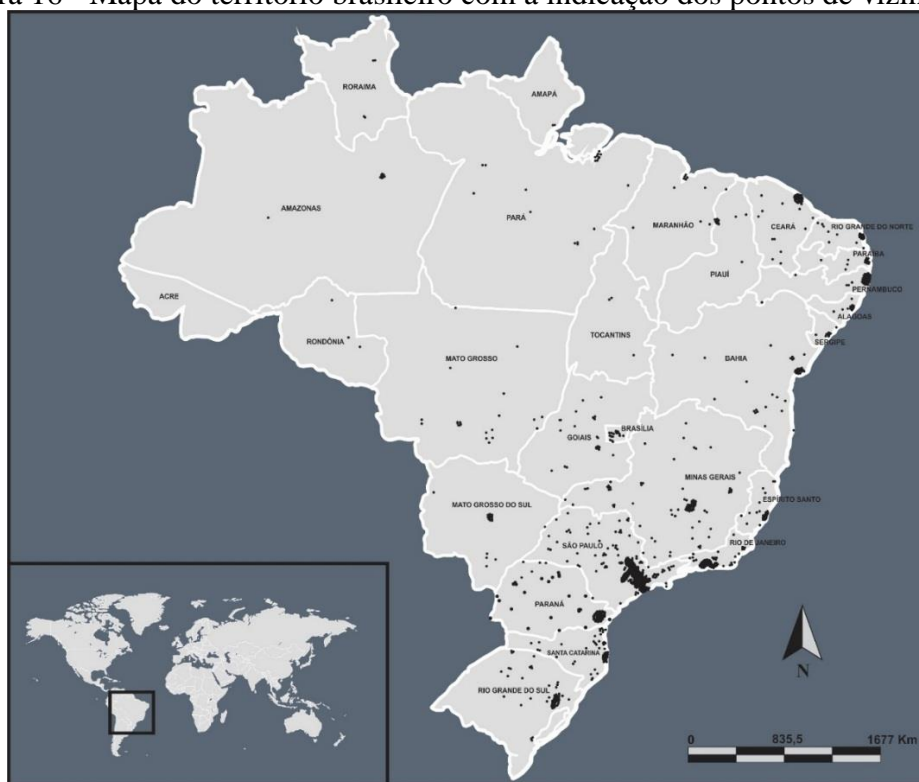 ra 16 - Mapa do território brasileiro com a indicação dos pontos de vizin
RORAIMA
AMAPÁ
AMAZONAS
PARÁ
MARANHÃO
CEARÁ
RIO GRANDE DO NORTE
PARAÍBA
PIAUÍ
PERNAMBUCO
ACRE
ALAGOAS
TOCANTINS
SERGIPE
RONDÔNIA
MATO GROSSO
BAHIA
BRASÍLIA
GOIAIS
MINAS GERAIS
ESPÍRITO SANTO
MATO GROSSO DO SUL
RIO DE JANEIRO
SÃO PAULO
PARANÁ
SANTA CATARINA
RIO GRANDE DO SUL
N
0 835,5 1677 Km